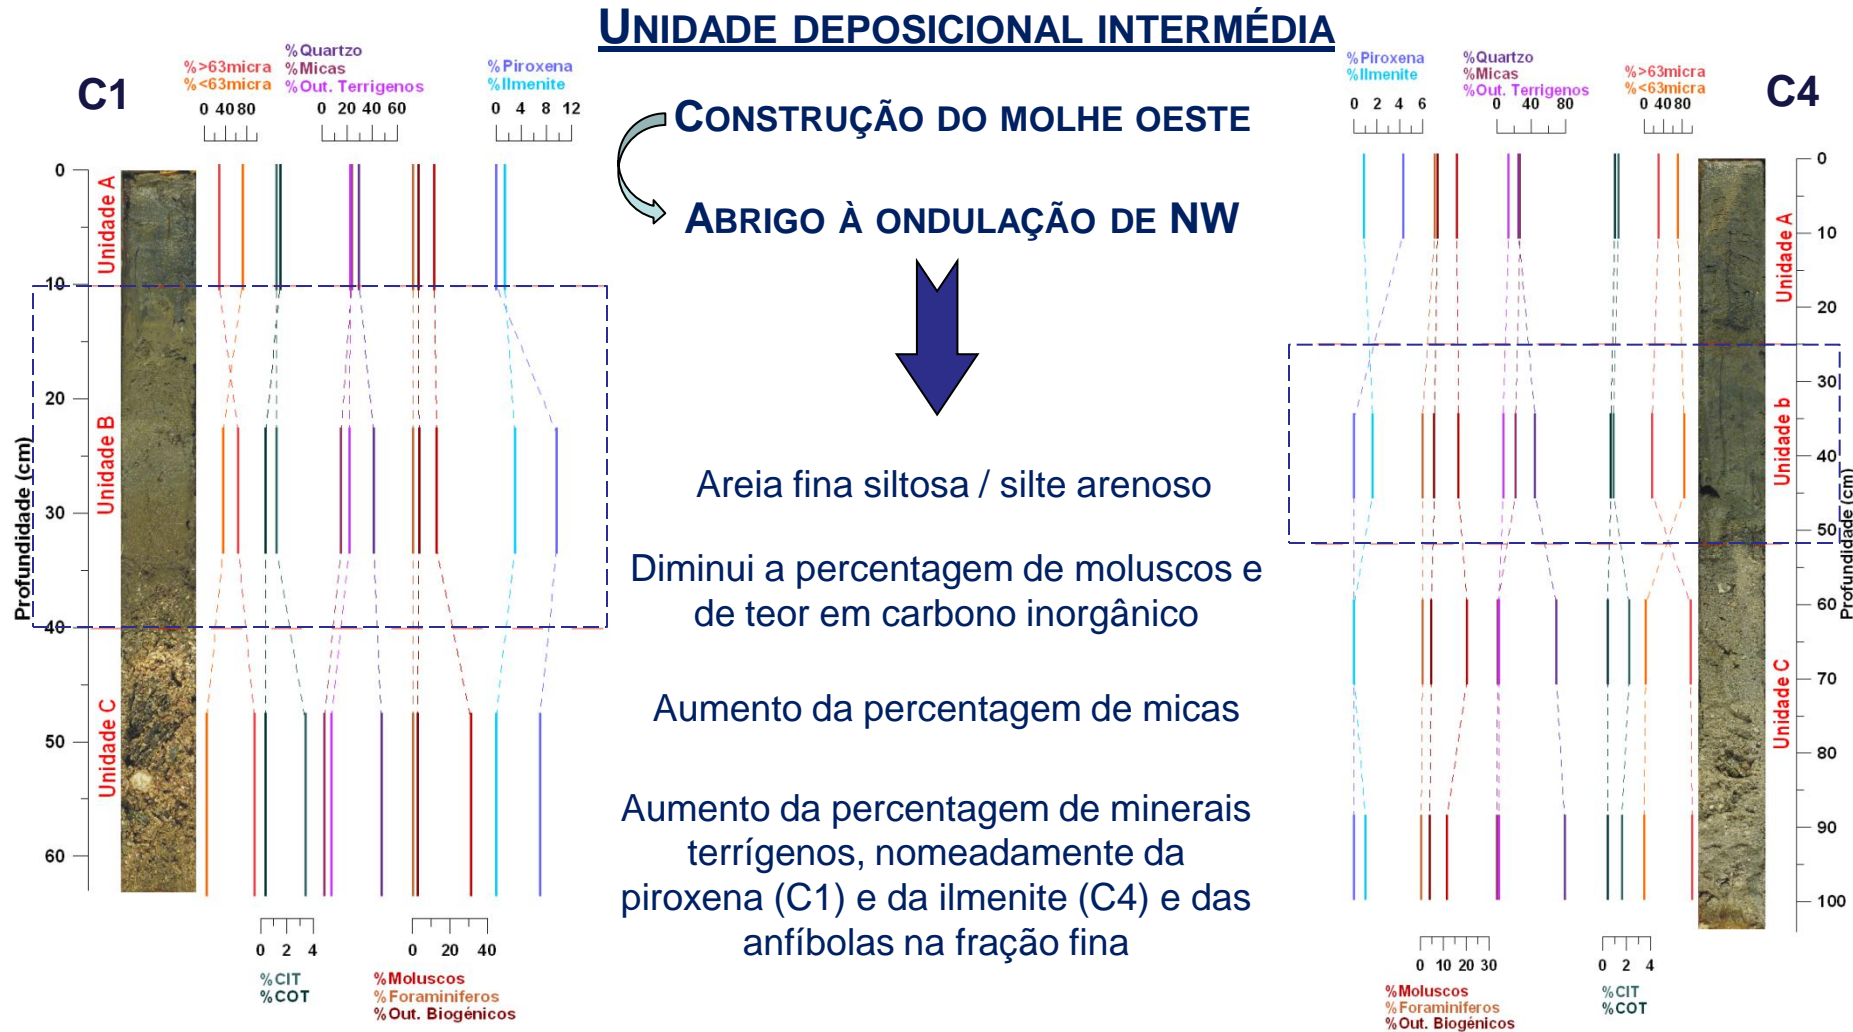 UNIDADE DEPOSICIONAL INTERMÉDIA
C1
%>63micra
%<63micra
0 40 80
%Quartzo
%Micas
%Out. Terrigenos
0 20 40 60
%Piroxena
%Ilmenite
0 4 8 12
CONSTRUÇÃO DO MOLHE OESTE
ABRIGO À ONDULAÇÃO DE NW
Areia fina siltosa / silte arenoso
Diminui a percentagem de moluscos e
de teor em carbono inorgânico
Aumento da percentagem de micas
Aumento da percentagem de minerais
terrígenos, nomeadamente da
piroxena (C1) e da ilmenite (C4) e das
anfíbolas na fração fina
Profundidade (cm)
0
10
20
30
40
50
60
Unidade A
Unidade B
Unidade C
0 2 4
%CIT
%COT
0 20 40
%Moluscos
%Foraminiferos
%Out. Biogénicos
C4
%Piroxena
%Ilmenite
0 2 4 6
%Quartzo
%Micas
%Out. Terrigenos
0 40 80
%>63micra
%<63micra
0 40 80
Unidade A
Unidade b
Unidade C
0
10
20
30
40
50
60
70
80
90
100
Profundidade (cm)
0 10 20 30
%Moluscos
%Foraminiferos
%Out. Biogénicos
0 2 4
%CIT
%COT